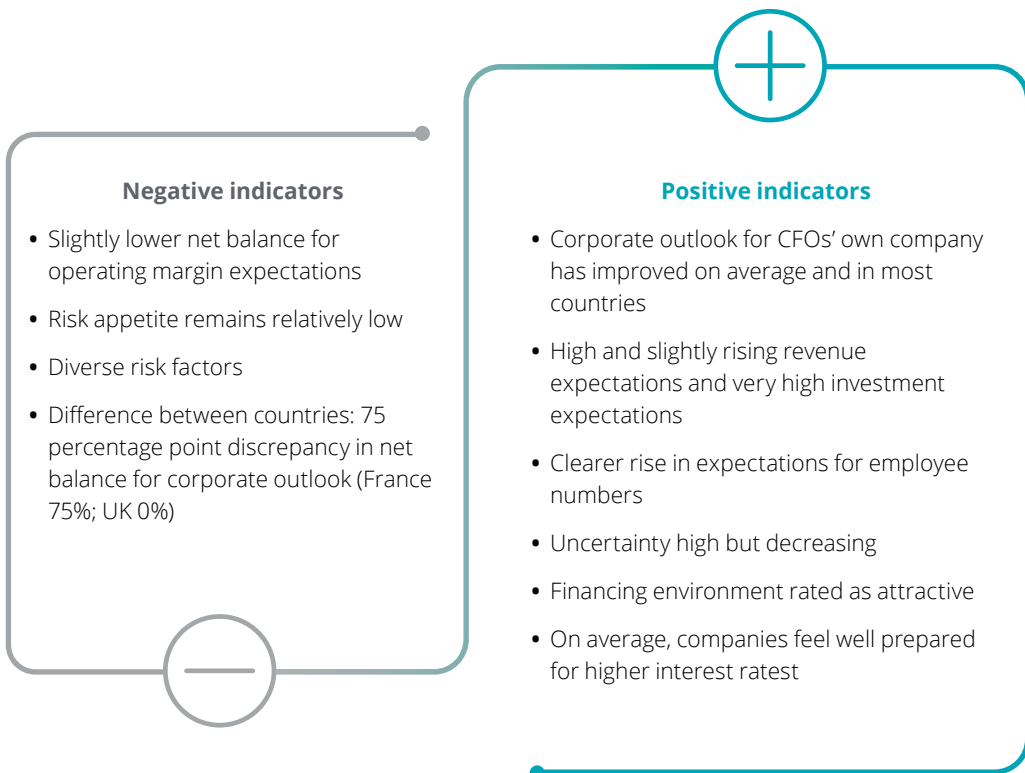 Negative indicators
• Slightly lower net balance for
operating margin expectations
• Risk appetite remains relatively low
• Diverse risk factors
• Difference between countries: 75
percentage point discrepancy in net
balance for corporate outlook (France
75%; UK 0%)
Positive indicators
• Corporate outlook for CFOs’ own company
has improved on average and in most
countries
• High and slightly rising revenue
expectations and very high investment
expectations
• Clearer rise in expectations for employee
numbers
• Uncertainty high but decreasing
• Financing environment rated as attractive
• On average, companies feel well prepared
for higher interest ratest